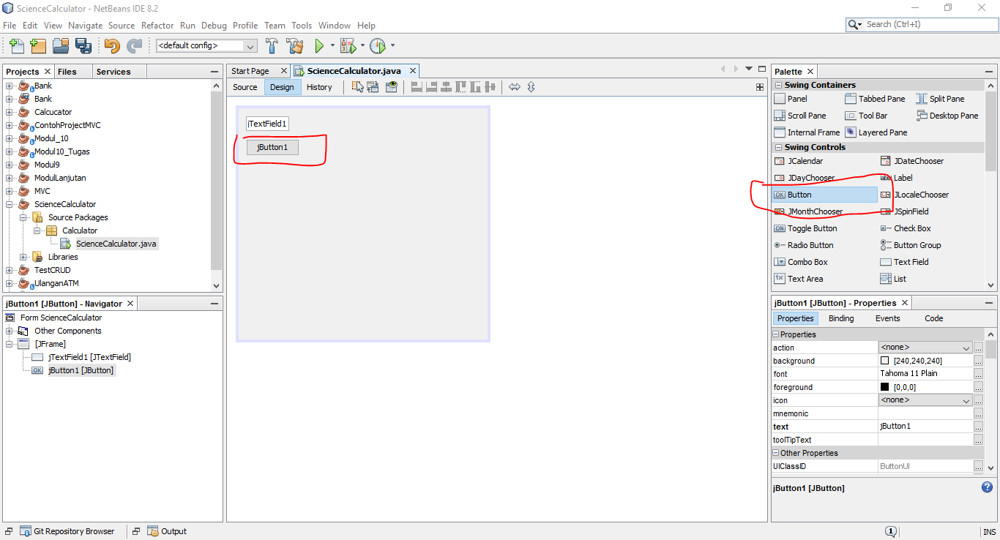 ScienceCalculator - NetBeans IDE 8.2
File Edit View Navigate Source Refactor Run Debug Profile Team Tools Window Help
Search (Ctrl+I)
<default config>
Projects Files Services
Bank
Bank
Calcucator
ContohProjectMVC
Modul_10
Modul10_Tugas
Modul9
ModulLanjutan
MVC
ScienceCalculator
Source Packages
Calculator
ScienceCalculator.java
Libraries
TestCRUD
UlanganATM
jButton1 [JButton] - Navigator
Form ScienceCalculator
Other Components
[JFrame]
jTextField1 [JTextField]
OK jButton1 [JButton]
Start Page ScienceCalculator.java
Source Design History
jTextField1
jButton1
Palette
Swing Containers
Panel Tabbed Pane Split Pane
Scroll Pane Tool Bar Desktop Pane
Internal Frame Layered Pane
Swing Controls
JCalendar JDateChooser
JDayChooser label Label
OK Button JLocaleChooser
JMonthChooser JSpinField
ON Toggle Button Check Box
Radio Button Button Group
Combo Box Text Field
Text Area List
jButton1 [JButton] - Properties
Properties Binding Events Code
Properties
action <none> ...
background [240,240,240] ...
font Tahoma 11 Plain ...
foreground [0,0,0] ...
icon <none> ...
mnemonic ...
text jButton1 ...
toolTipText ...
Other Properties
UIClassID ButtonUI ...
jButton1 [JButton]
?
Git Repository Browser Output
1
INS